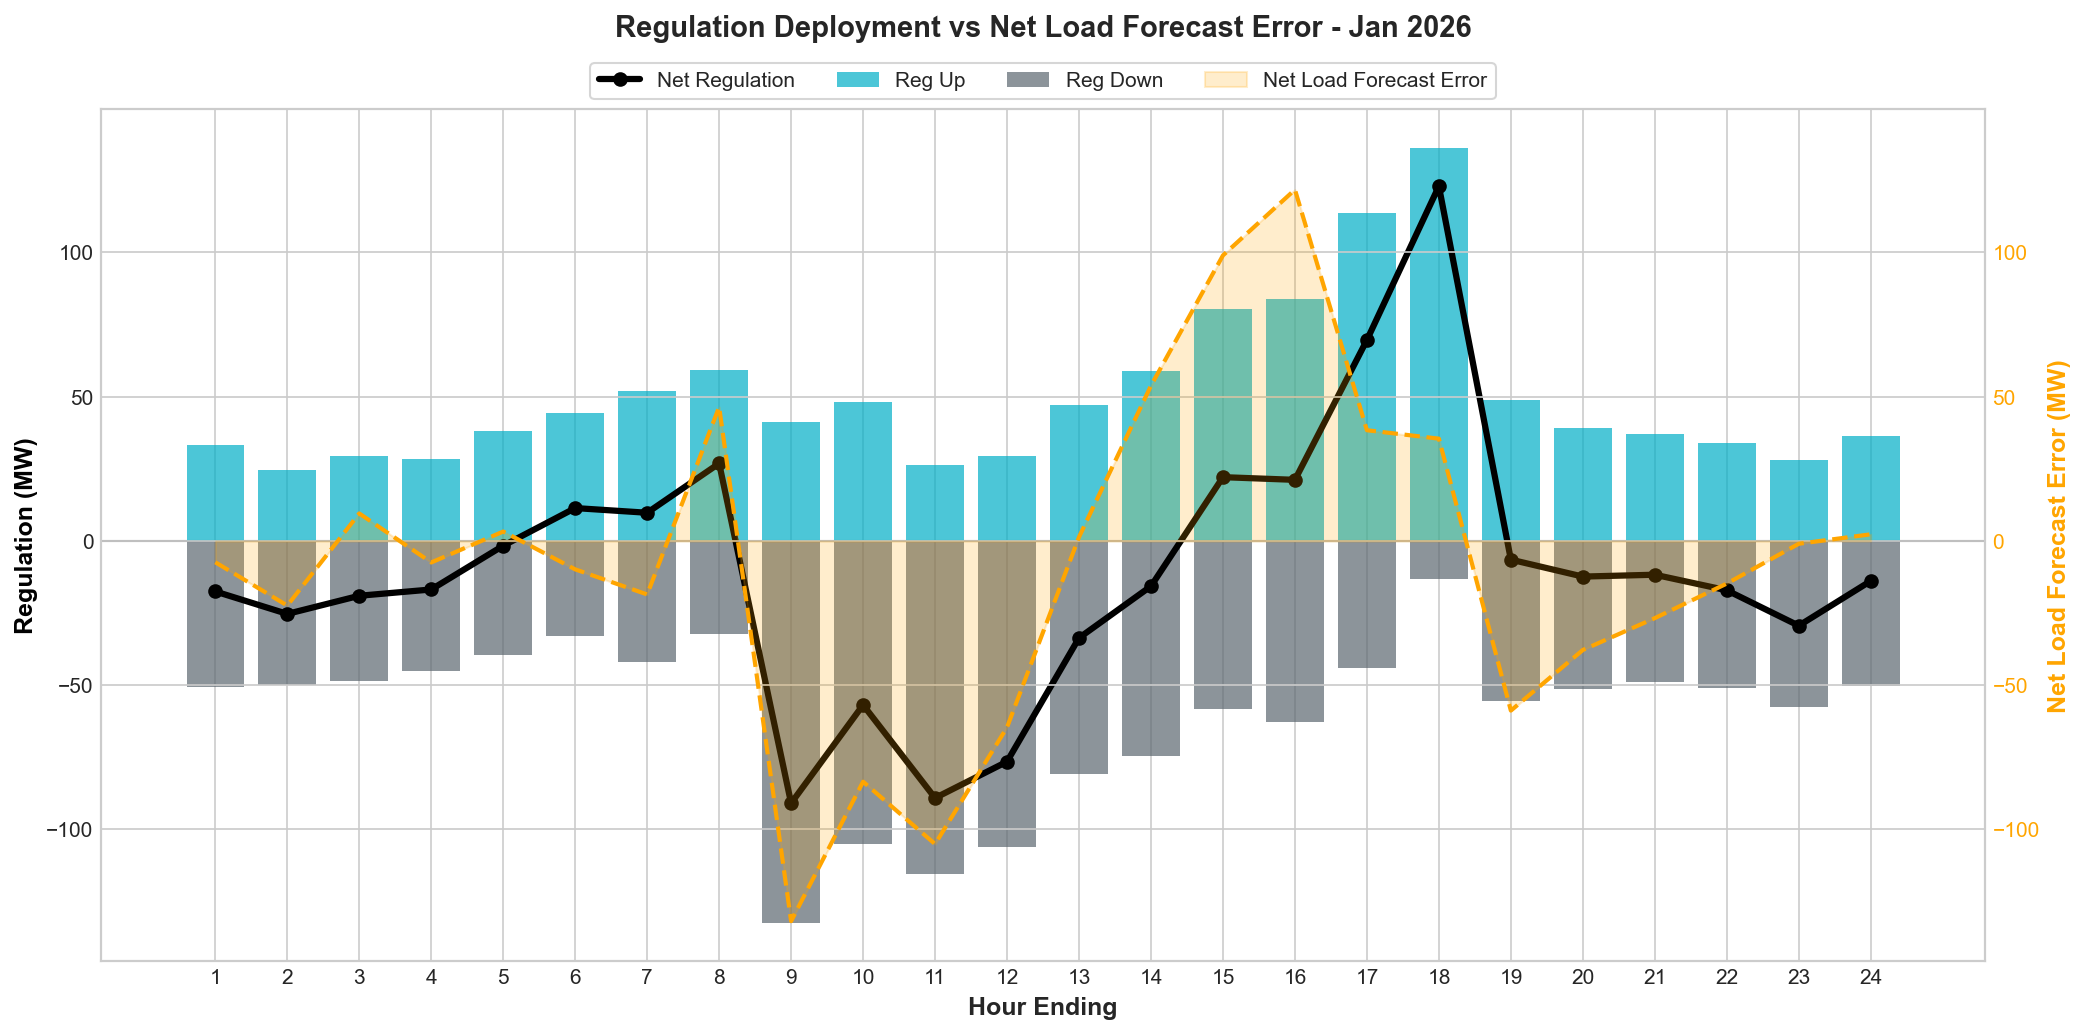 Regulation Deployment vs Net Load Forecast Error - Jan 2026
Net Regulation Reg Up Reg Down Net Load Forecast Error
Regulation (MW)
100
50
0
−50
−100
100
50
0
−50
−100
Net Load Forecast Error (MW)
1 2 3 4 5 6 7 8 9 10 11 12 13 14 15 16 17 18 19 20 21 22 23 24
Hour Ending